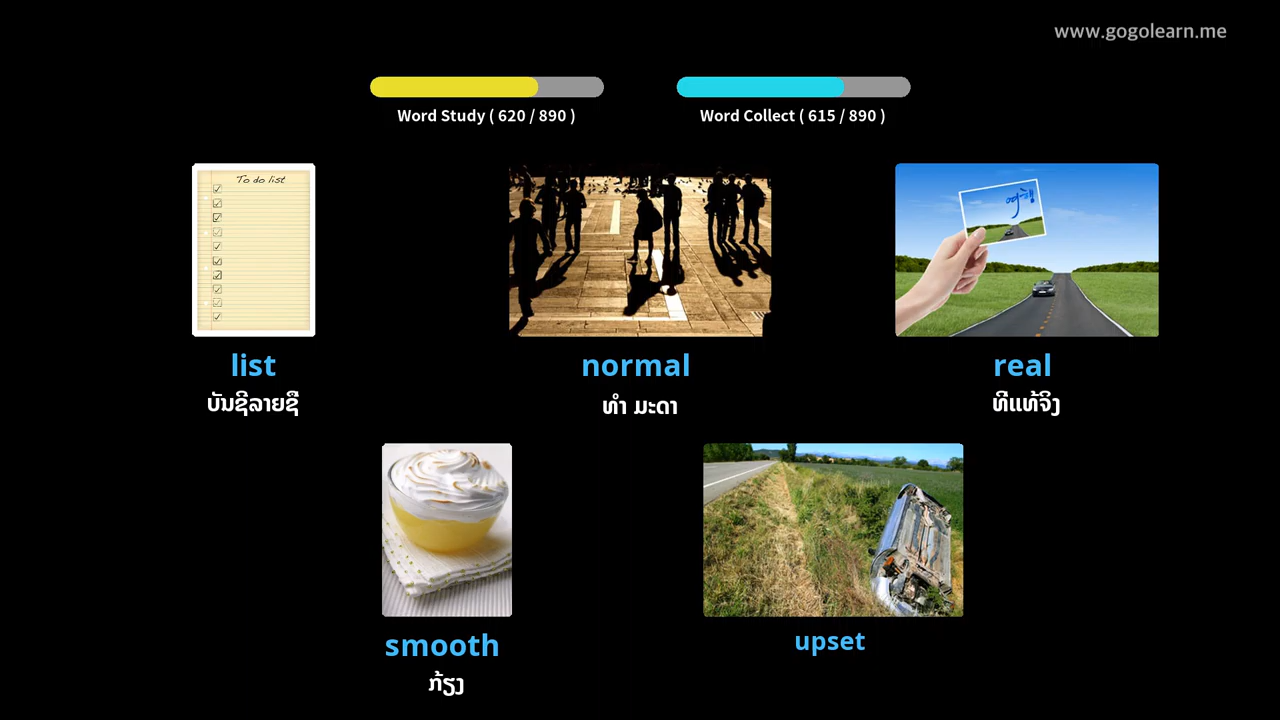 www.gogolearn.me
Word Study ( 620 / 890 )
Word Collect ( 615 / 890 )
To do list
여행
list
ບັນຊີລາຍຊື່
normal
ທຳ ມະດາ
real
ທີ່ແທ້ຈິງ
smooth
ກ້ຽງ
upset